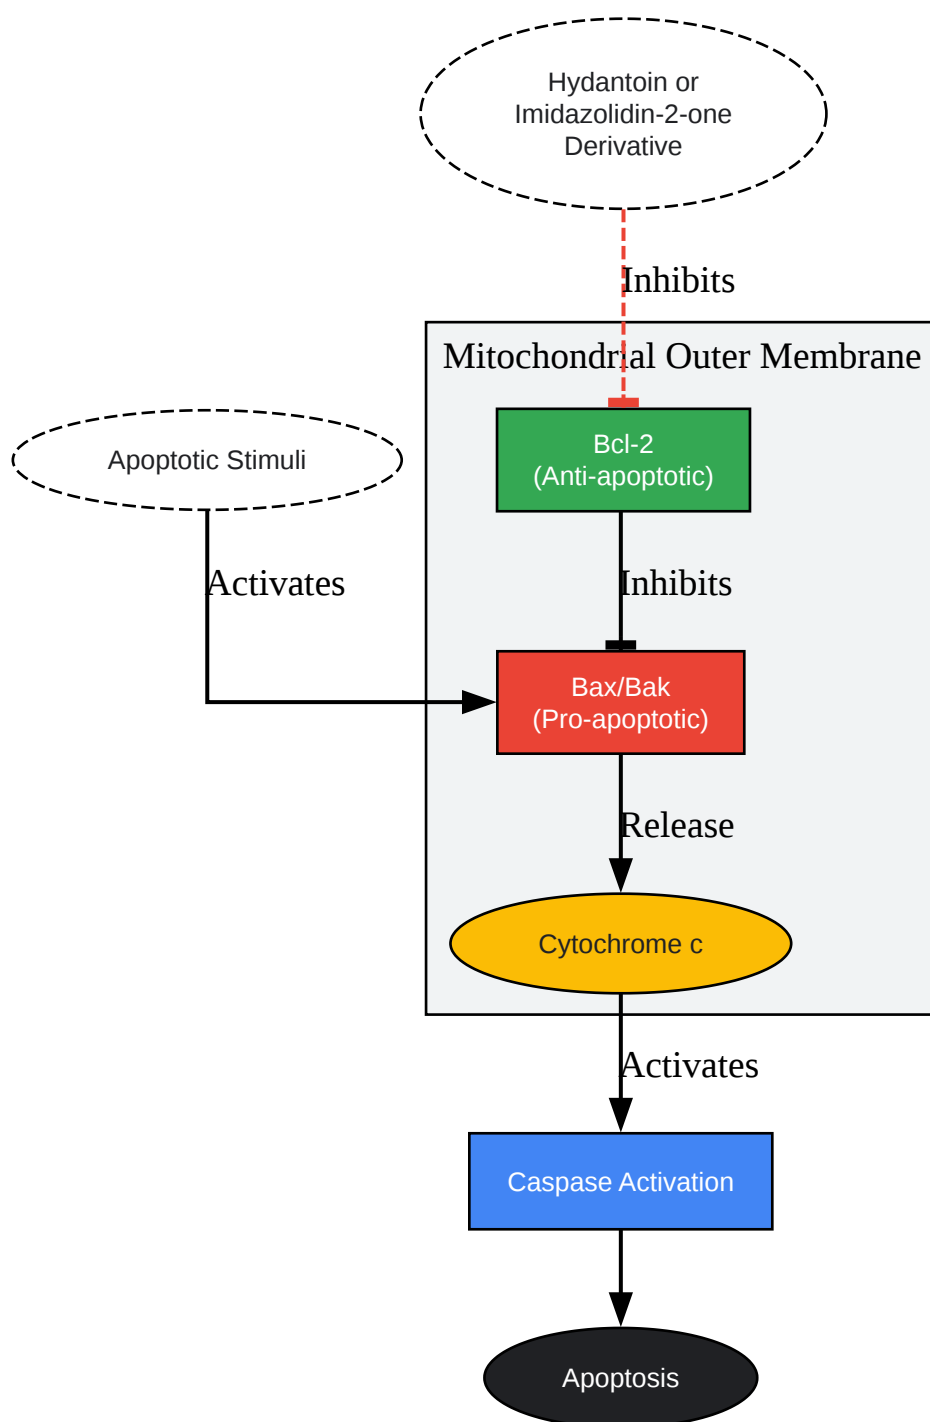 Hydantoin or
Imidazolidin-2-one
Derivative
Inhibits
Mitochondrial Outer Membrane
Bcl-2
(Anti-apoptotic)
Apoptotic Stimuli
Activates
Inhibits
Bax/Bak
(Pro-apoptotic)
Release
Cytochrome c
Activates
Caspase Activation
Apoptosis